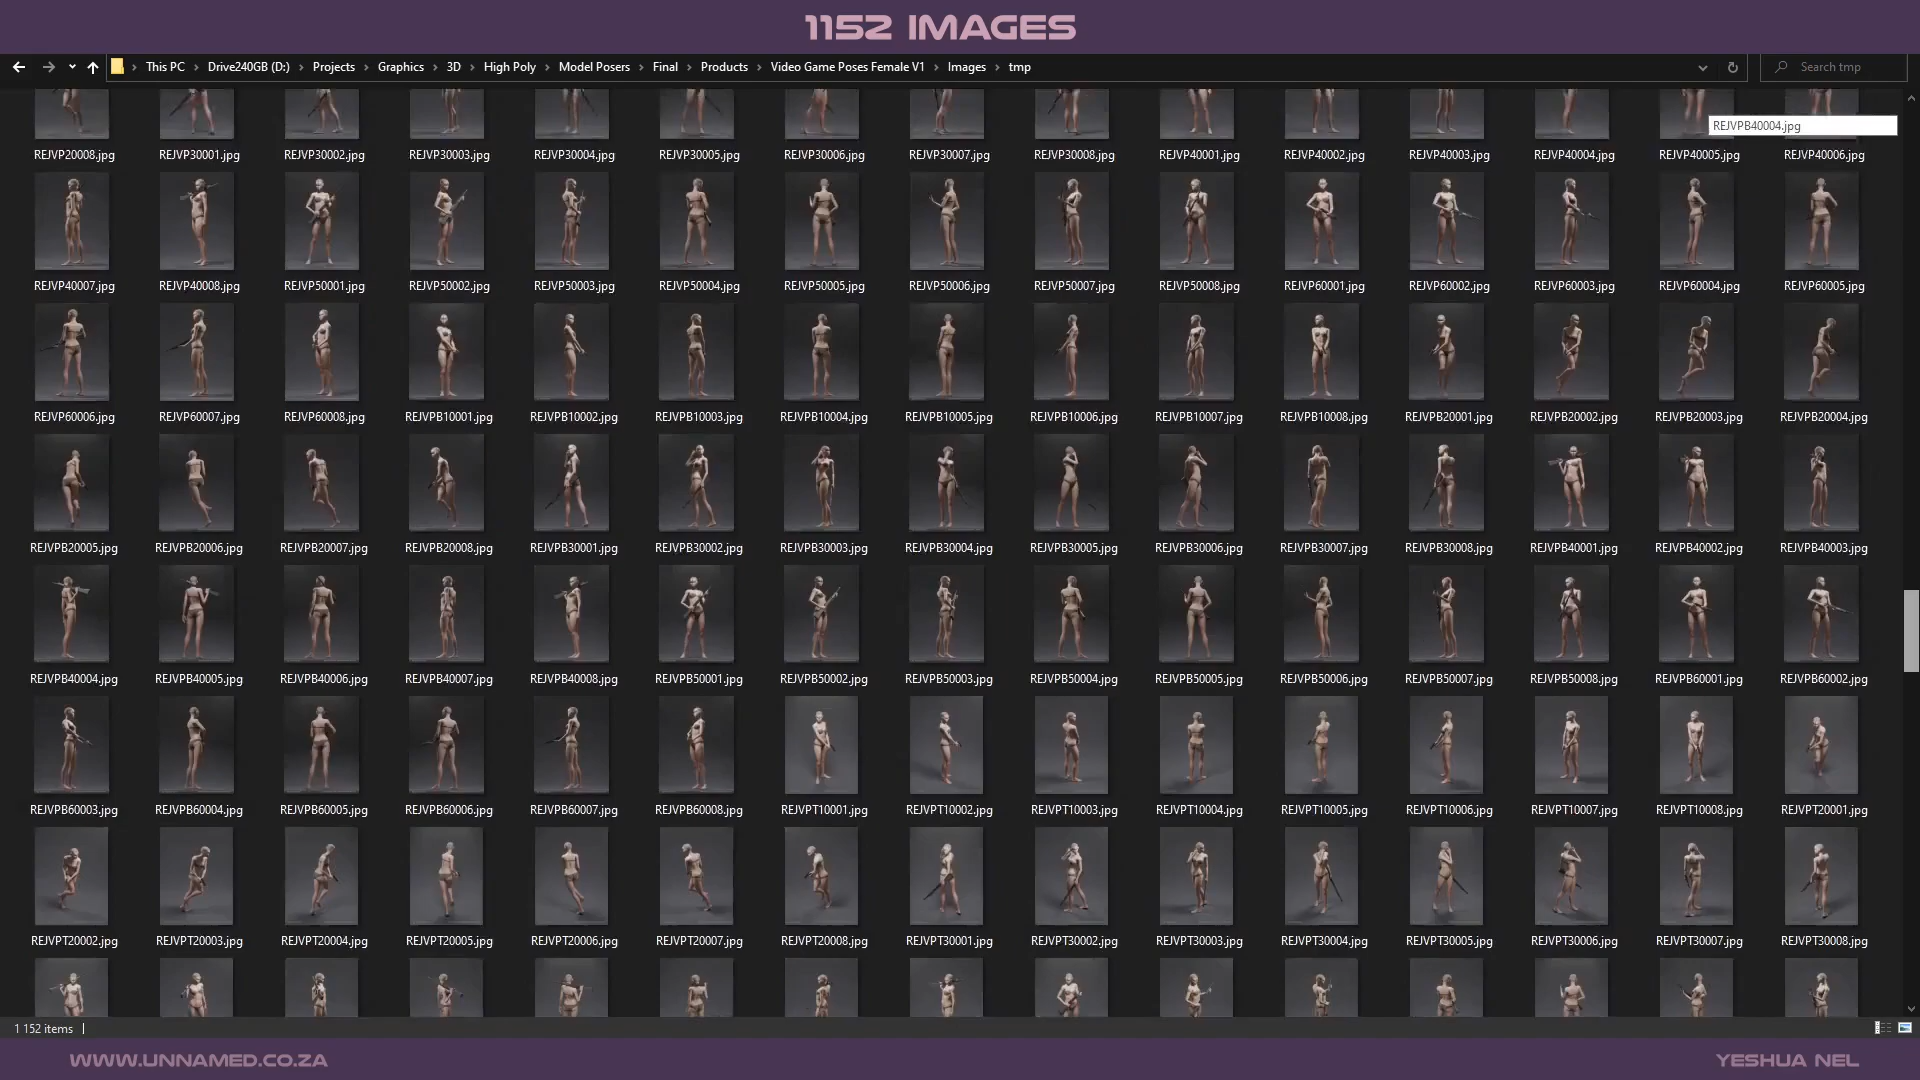 1152 IMAGES
This PC > Drive240GB (D:) > Projects > Graphics > 3D > High Poly > Model Posers > Final > Products > Video Game Poses Female V1 > Images > tmp
Search tmp
REJVPB40004.jpg
REJVP20008.jpg REJVP30001.jpg REJVP30002.jpg REJVP30003.jpg REJVP30004.jpg REJVP30005.jpg REJVP30006.jpg REJVP30007.jpg REJVP30008.jpg REJVP40001.jpg REJVP40002.jpg REJVP40003.jpg REJVP40004.jpg REJVP40005.jpg REJVP40006.jpg
REJVP40007.jpg REJVP40008.jpg REJVP50001.jpg REJVP50002.jpg REJVP50003.jpg REJVP50004.jpg REJVP50005.jpg REJVP50006.jpg REJVP50007.jpg REJVP50008.jpg REJVP60001.jpg REJVP60002.jpg REJVP60003.jpg REJVP60004.jpg REJVP60005.jpg
REJVP60006.jpg REJVP60007.jpg REJVP60008.jpg REJVPB10001.jpg REJVPB10002.jpg REJVPB10003.jpg REJVPB10004.jpg REJVPB10005.jpg REJVPB10006.jpg REJVPB10007.jpg REJVPB10008.jpg REJVPB20001.jpg REJVPB20002.jpg REJVPB20003.jpg REJVPB20004.jpg
REJVPB20005.jpg REJVPB20006.jpg REJVPB20007.jpg REJVPB20008.jpg REJVPB30001.jpg REJVPB30002.jpg REJVPB30003.jpg REJVPB30004.jpg REJVPB30005.jpg REJVPB30006.jpg REJVPB30007.jpg REJVPB30008.jpg REJVPB40001.jpg REJVPB40002.jpg REJVPB40003.jpg
REJVPB40004.jpg REJVPB40005.jpg REJVPB40006.jpg REJVPB40007.jpg REJVPB40008.jpg REJVPB50001.jpg REJVPB50002.jpg REJVPB50003.jpg REJVPB50004.jpg REJVPB50005.jpg REJVPB50006.jpg REJVPB50007.jpg REJVPB50008.jpg REJVPB60001.jpg REJVPB60002.jpg
REJVPB60003.jpg REJVPB60004.jpg REJVPB60005.jpg REJVPB60006.jpg REJVPB60007.jpg REJVPB60008.jpg REJVPT10001.jpg REJVPT10002.jpg REJVPT10003.jpg REJVPT10004.jpg REJVPT10005.jpg REJVPT10006.jpg REJVPT10007.jpg REJVPT10008.jpg REJVPT20001.jpg
REJVPT20002.jpg REJVPT20003.jpg REJVPT20004.jpg REJVPT20005.jpg REJVPT20006.jpg REJVPT20007.jpg REJVPT20008.jpg REJVPT30001.jpg REJVPT30002.jpg REJVPT30003.jpg REJVPT30004.jpg REJVPT30005.jpg REJVPT30006.jpg REJVPT30007.jpg REJVPT30008.jpg
1 152 items
WWW.UNNAMED.CO.ZA
YESHUA NEL